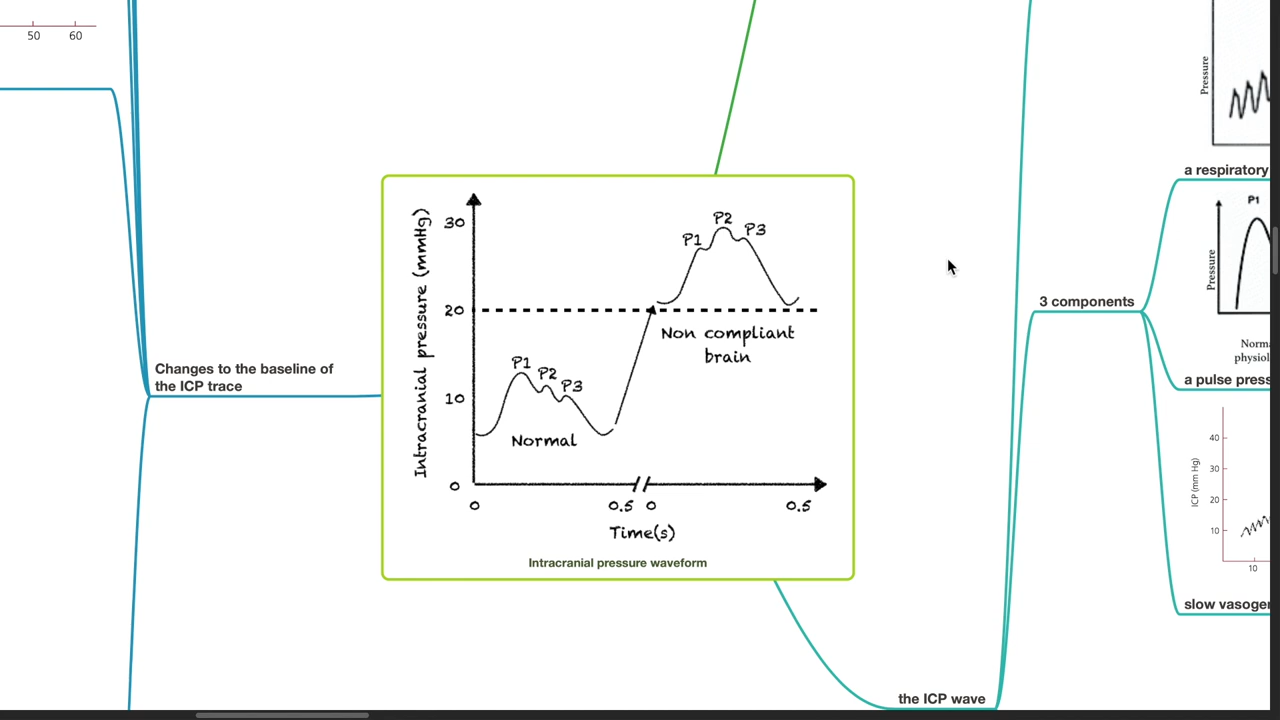 50 60
Changes to the baseline of
the ICP trace
Intracranial pressure (mmHg)
30
20
10
0
P1
P2
P3
Normal
P1
P2
P3
Non compliant
brain
0 0.5 0 0.5
Time(s)
Intracranial pressure waveform
the ICP wave
3 components
Pressure
a respiratory
P1
Pressure
a pulse press
ICP (mm Hg)
40
30
20
10
10
slow vasoge